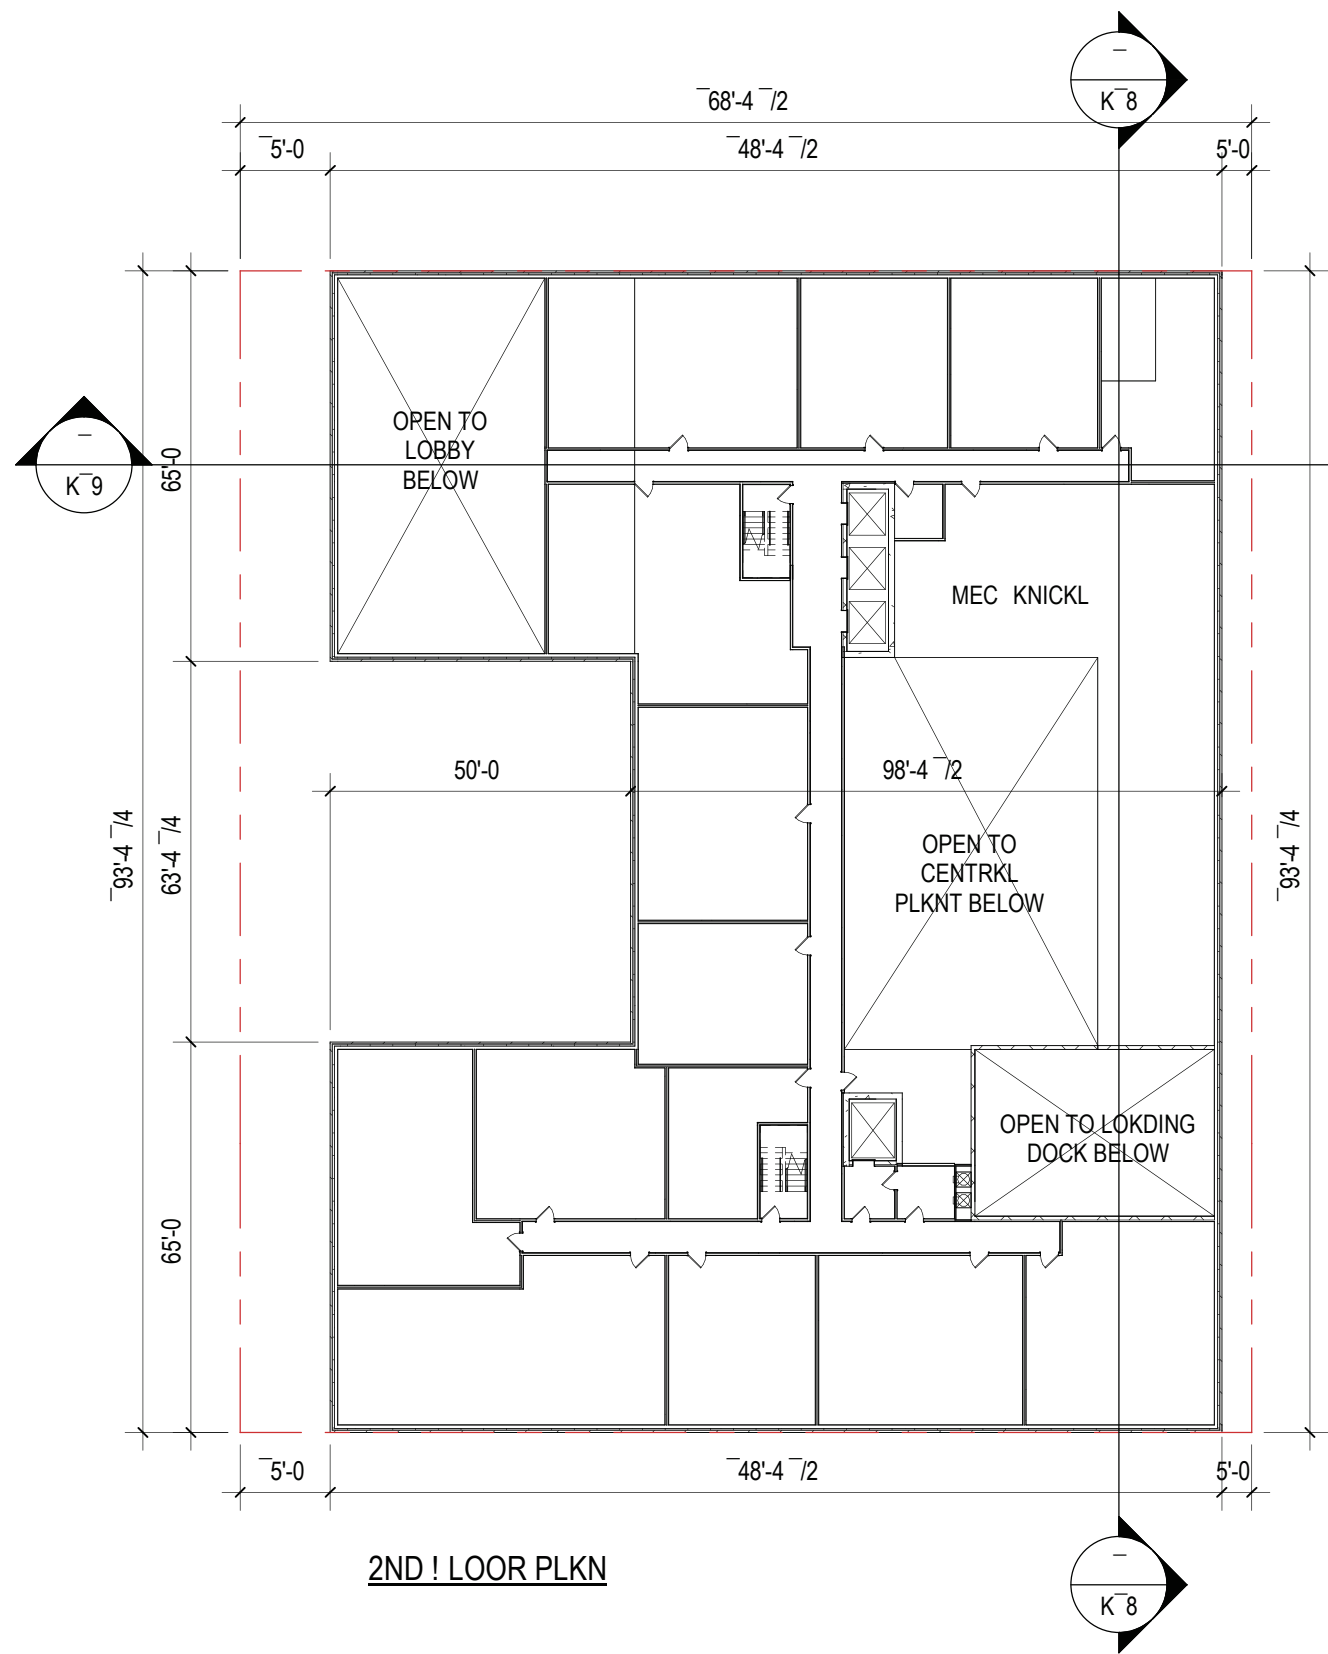 ¯
K¯8
¯68'-4 ¯/2
¯5'-0
¯48'-4 ¯/2
5'-0
OPEN TO
LOBBY
BELOW
¯
K¯9
65'-0
MEC KNICKL
50'-0
98'-4 ¯/2
¯93'-4 ¯/4
63'-4 ¯/4
¯93'-4 ¯/4
OPEN TO
CENTRKL
PLKNT BELOW
OPEN TO LOKDING
DOCK BELOW
65'-0
¯5'-0
¯48'-4 ¯/2
5'-0
2ND ! LOOR PLKN
¯
K¯8